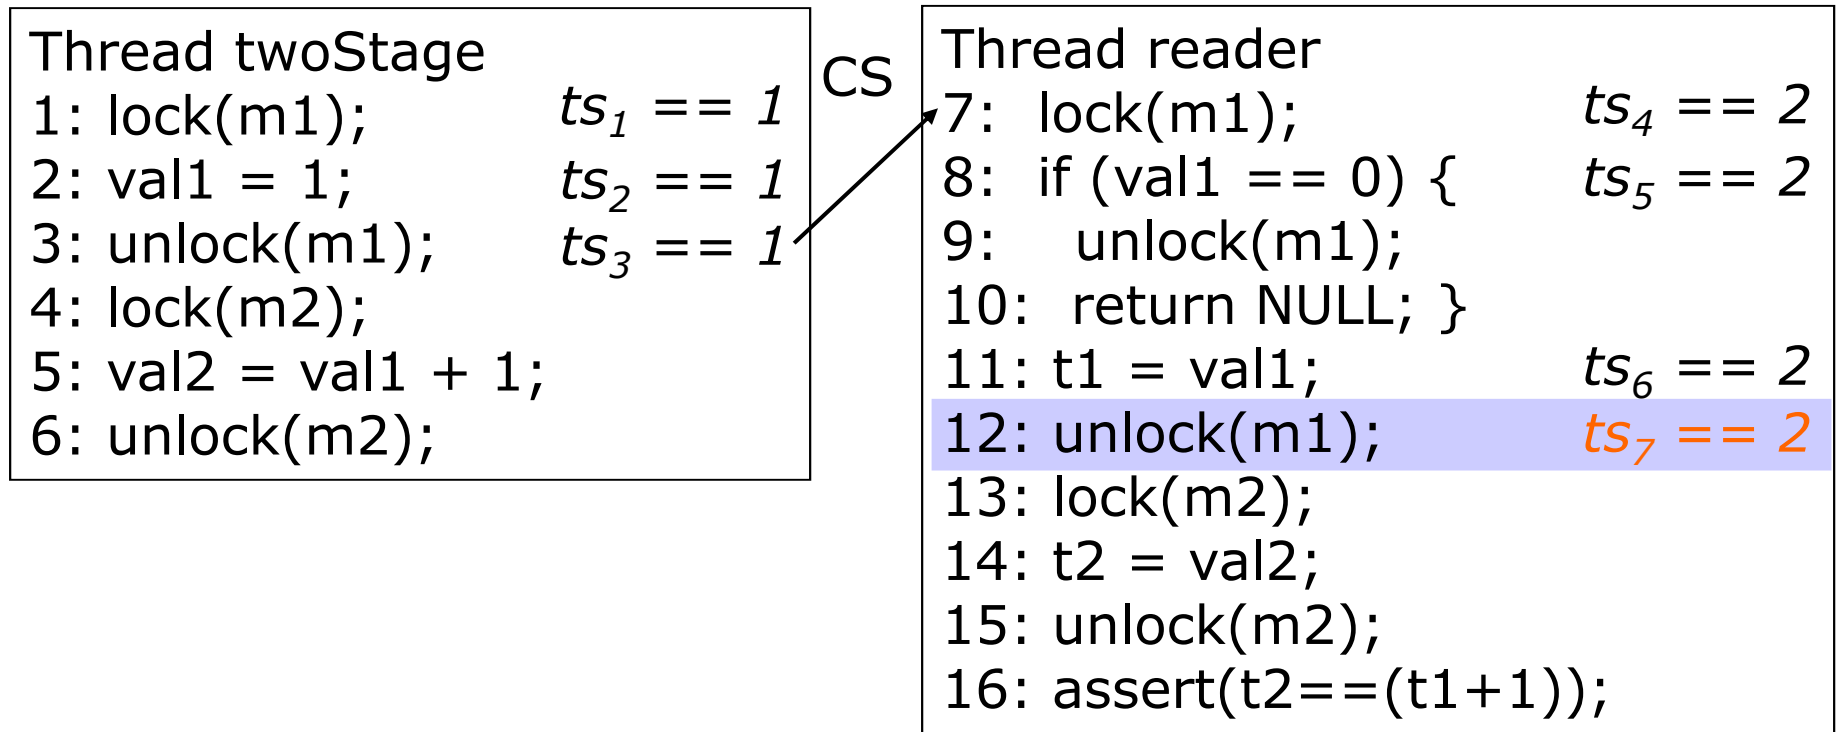 Thread twoStage
1: lock(m1); ts1 == 1
2: val1 = 1; ts2 == 1
3: unlock(m1); ts3 == 1
4: lock(m2);
5: val2 = val1 + 1;
6: unlock(m2);
CS
Thread reader
7: lock(m1); ts4 == 2
8: if (val1 == 0) { ts5 == 2
9: unlock(m1);
10: return NULL; }
11: t1 = val1; ts6 == 2
12: unlock(m1); ts7 == 2
13: lock(m2);
14: t2 = val2;
15: unlock(m2);
16: assert(t2==(t1+1));